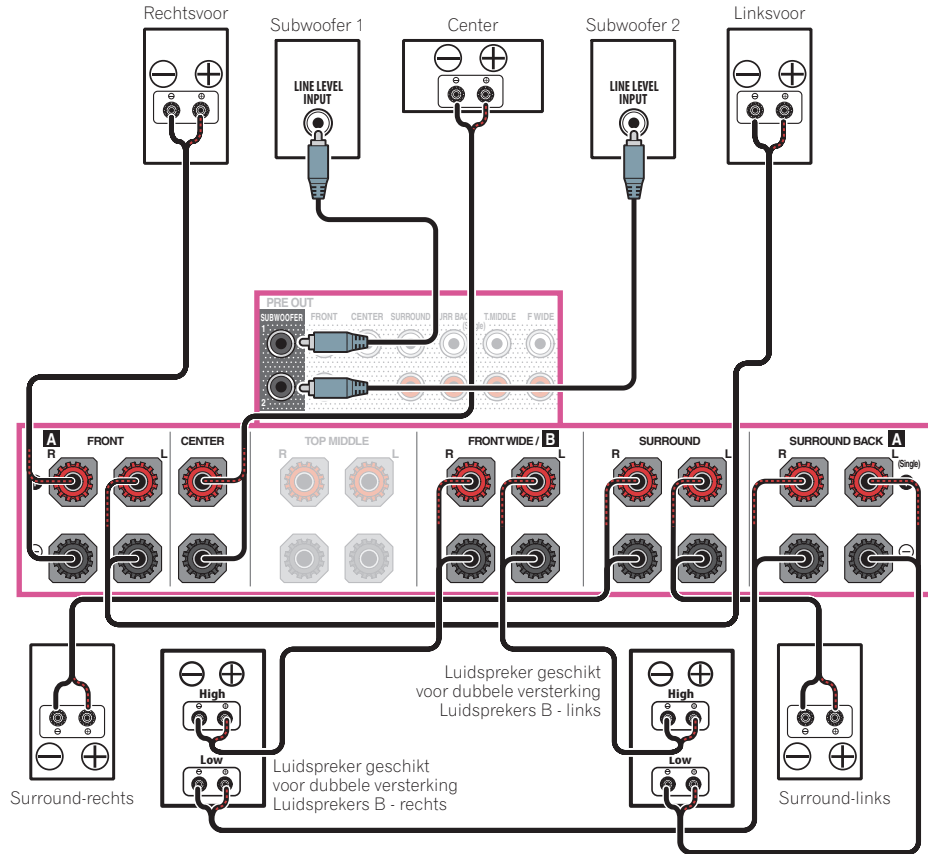 Rechtsvoor
Subwoofer 1
Center
Subwoofer 2
Linksvoor
LINE LEVEL
INPUT
LINE LEVEL
INPUT
PRE OUT
SUBWOOFER FRONT CENTER SURROUND T.MIDDLE F WIDE
(Single)
1
2
A FRONT
R L
CENTER
TOP MIDDLE
R L
FRONT WIDE / B
R L
SURROUND
R L
SURROUND BACK A
R L
(Single)
High
Low
High
Low
Luidspreker geschikt
voor dubbele versterking
Luidsprekers B - links
Luidspreker geschikt
voor dubbele versterking
Luidsprekers B - rechts
Surround-rechts
Surround-links